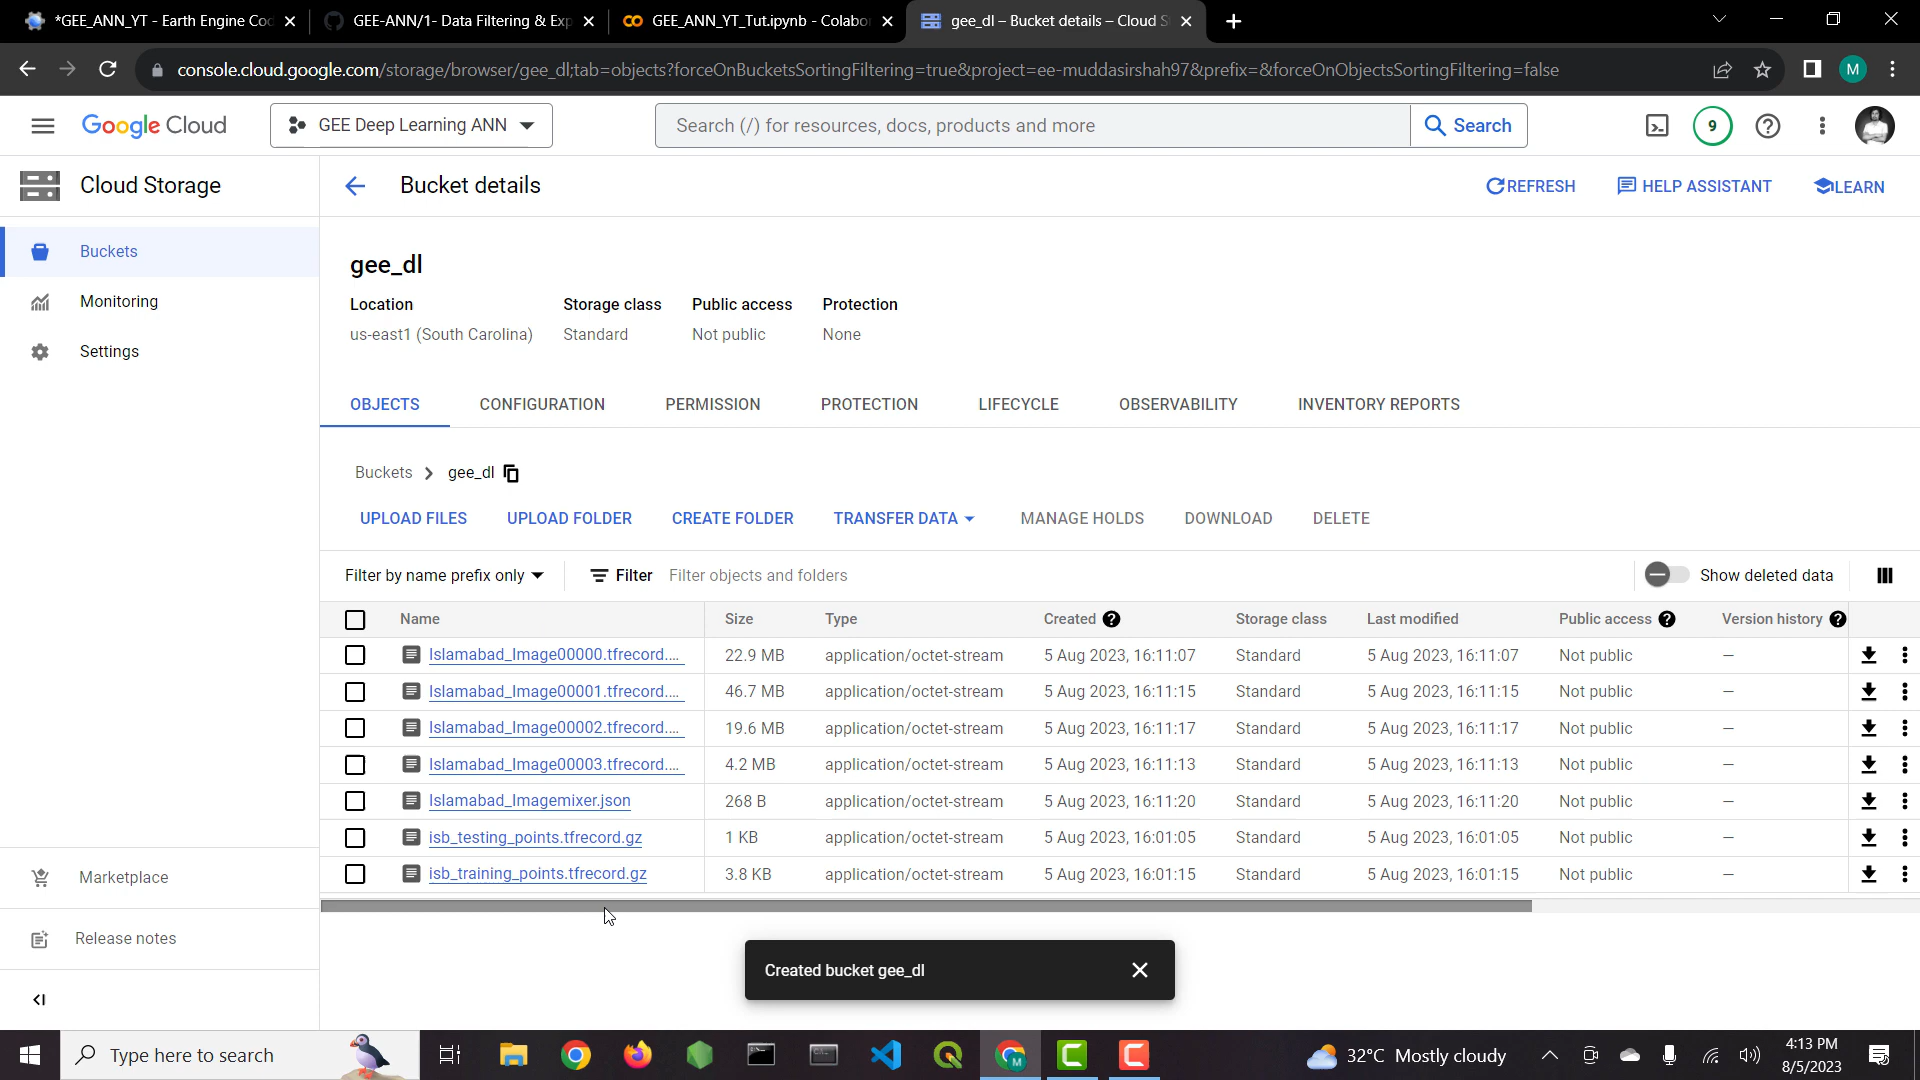 *GEE_ANN_YT - Earth Engine Coc
GEE-ANN/1- Data Filtering & Exp
GEE_ANN_YT_Tut.ipynb - Colabo
gee_dl – Bucket details – Cloud S
console.cloud.google.com/storage/browser/gee_dl;tab=objects?forceOnBucketsSortingFiltering=true&project=ee-muddasirshah97&prefix=&forceOnObjectsSortingFiltering=false
M
Google Cloud
GEE Deep Learning ANN
Search (/) for resources, docs, products and more
Search
9
Cloud Storage
Bucket details
REFRESH
HELP ASSISTANT
LEARN
Buckets
Monitoring
Settings
Marketplace
Release notes
gee_dl
Location
Storage class
Public access
Protection
us-east1 (South Carolina)
Standard
Not public
None
OBJECTS
CONFIGURATION
PERMISSION
PROTECTION
LIFECYCLE
OBSERVABILITY
INVENTORY REPORTS
Buckets > gee_dl
UPLOAD FILES
UPLOAD FOLDER
CREATE FOLDER
TRANSFER DATA
MANAGE HOLDS
DOWNLOAD
DELETE
Filter by name prefix only
Filter
Filter objects and folders
Show deleted data
Name Size Type Created Storage class Last modified Public access Version history
Islamabad_Image00000.tfrecord.... 22.9 MB application/octet-stream 5 Aug 2023, 16:11:07 Standard 5 Aug 2023, 16:11:07 Not public –
Islamabad_Image00001.tfrecord.... 46.7 MB application/octet-stream 5 Aug 2023, 16:11:15 Standard 5 Aug 2023, 16:11:15 Not public –
Islamabad_Image00002.tfrecord.... 19.6 MB application/octet-stream 5 Aug 2023, 16:11:17 Standard 5 Aug 2023, 16:11:17 Not public –
Islamabad_Image00003.tfrecord.... 4.2 MB application/octet-stream 5 Aug 2023, 16:11:13 Standard 5 Aug 2023, 16:11:13 Not public –
Islamabad_Imagemixer.json 268 B application/octet-stream 5 Aug 2023, 16:11:20 Standard 5 Aug 2023, 16:11:20 Not public –
isb_testing_points.tfrecord.gz 1 KB application/octet-stream 5 Aug 2023, 16:01:05 Standard 5 Aug 2023, 16:01:05 Not public –
isb_training_points.tfrecord.gz 3.8 KB application/octet-stream 5 Aug 2023, 16:01:15 Standard 5 Aug 2023, 16:01:15 Not public –
Created bucket gee_dl
Type here to search
32°C Mostly cloudy
4:13 PM
8/5/2023